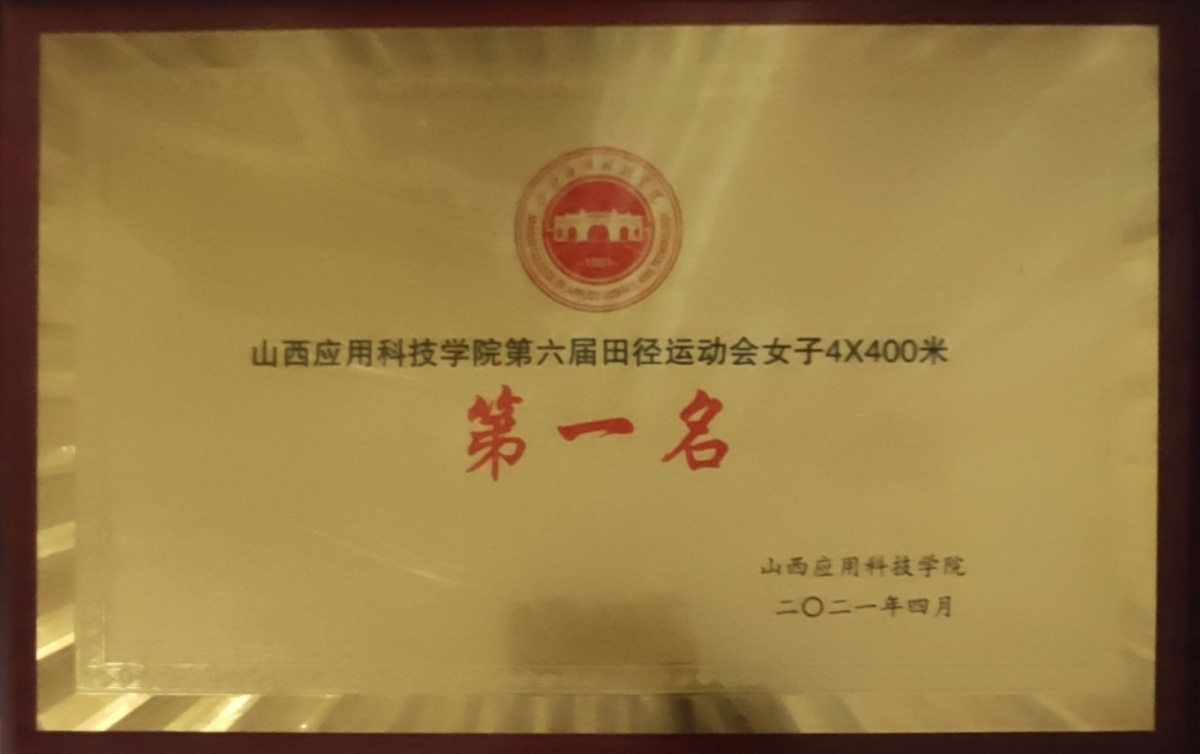 山西应用科技学院第六届田径运动会女子4X400米
第一名
山西应用科技学院
二〇二一年四月